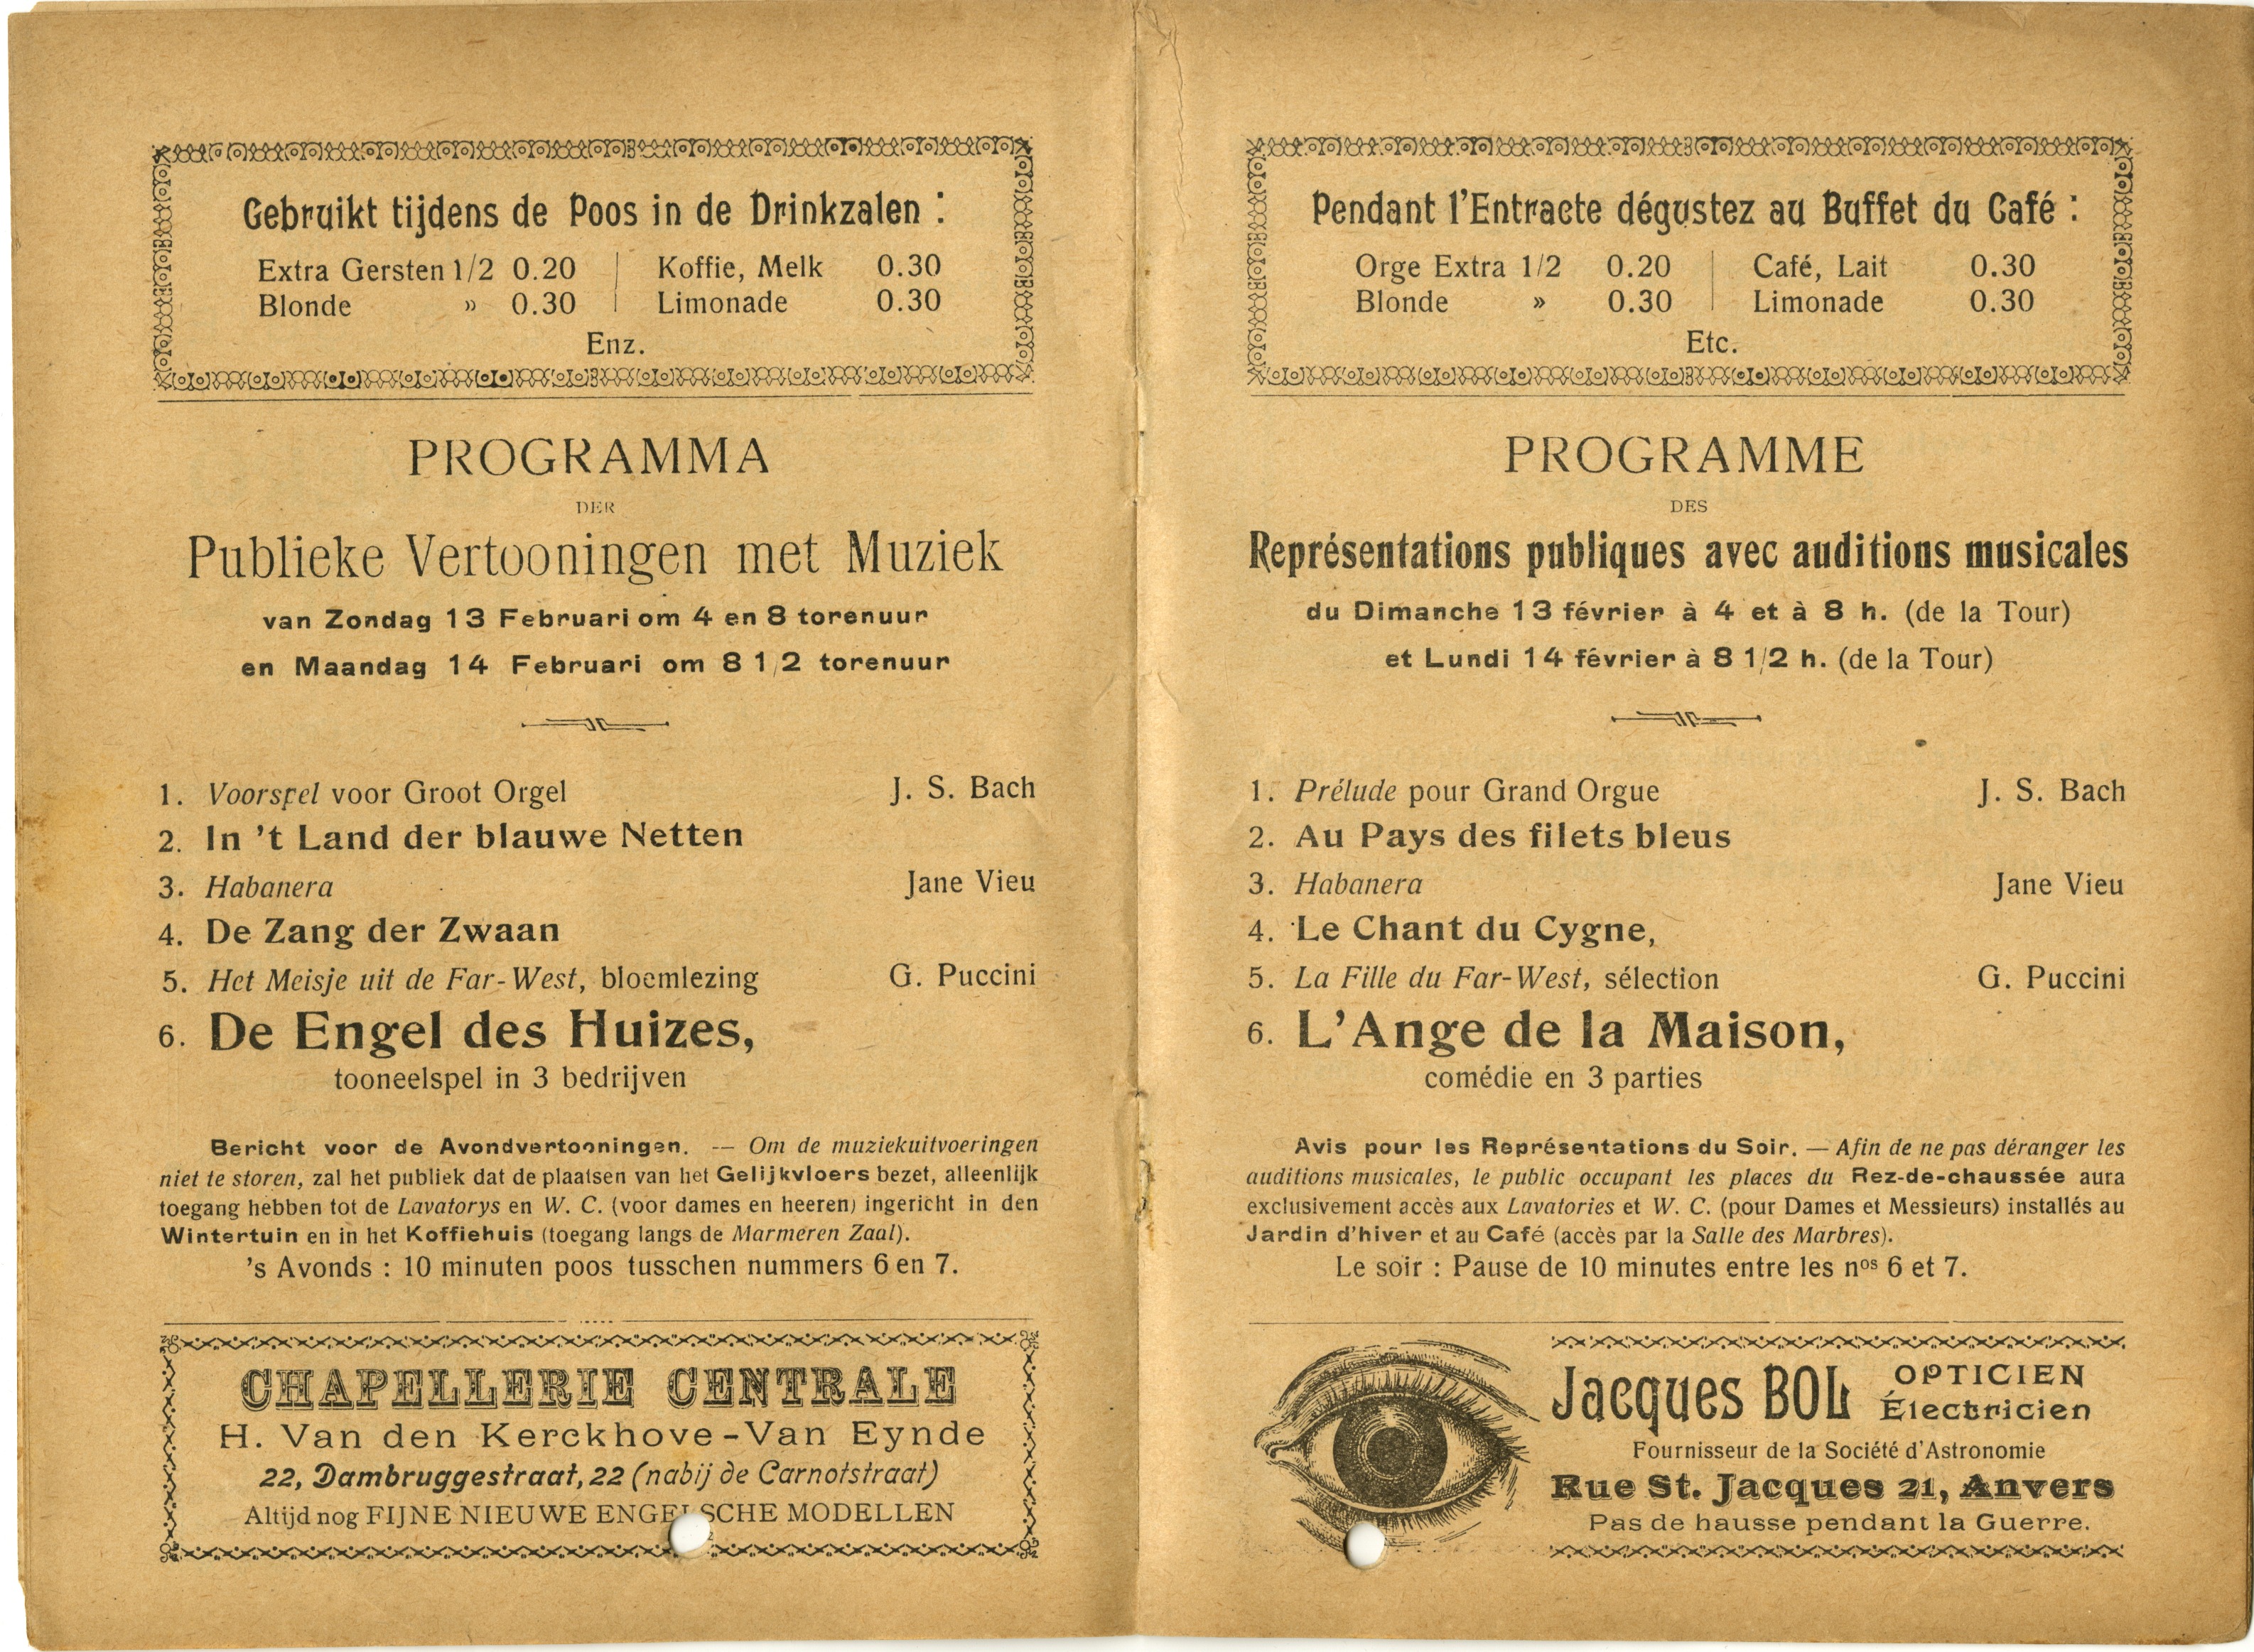 Gebruikt tijdens de Poos in de Drinkzalen :
Extra Gersten 1/2 0.20 | Koffie, Melk 0.30
Blonde » 0.30 | Limonade 0.30
Enz.
PROGRAMMA
DER
Publieke Vertooningen met Muziek
van Zondag 13 Februari om 4 en 8 torenuur
en Maandag 14 Februari om 8 1/2 torenuur
1. Voorspel voor Groot Orgel J. S. Bach
2. In 't Land der blauwe Netten
3. Habanera Jane Vieu
4. De Zang der Zwaan
5. Het Meisje uit de Far-West, bloemlezing G. Puccini
6. De Engel des Huizes,
tooneelspel in 3 bedrijven
Bericht voor de Avondvertooningen. — Om de muziekuitvoeringen
niet te storen, zal het publiek dat de plaatsen van het Gelijkvloers bezet, alleenlijk
toegang hebben tot de Lavatorys en W. C. (voor dames en heeren) ingericht in den
Wintertuin en in het Koffiehuis (toegang langs de Marmeren Zaal).
's Avonds : 10 minuten poos tusschen nummers 6 en 7.
CHAPELLERIE CENTRALE
H. Van den Kerckhove-Van Eynde
22, Dambruggestraat, 22 (nabij de Carnotstraat)
Altijd nog FIJNE NIEUWE ENGELSCHE MODELLEN
Pendant l'Entracte dégustez au Buffet du Café :
Orge Extra 1/2 0.20 | Café, Lait 0.30
Blonde » 0.30 | Limonade 0.30
Etc.
PROGRAMME
DES
Représentations publiques avec auditions musicales
du Dimanche 13 février à 4 et à 8 h. (de la Tour)
et Lundi 14 février à 8 1/2 h. (de la Tour)
1. Prélude pour Grand Orgue J. S. Bach
2. Au Pays des filets bleus
3. Habanera Jane Vieu
4. Le Chant du Cygne,
5. La Fille du Far-West, sélection G. Puccini
6. L'Ange de la Maison,
comédie en 3 parties
Avis pour les Représentations du Soir. — Afin de ne pas déranger les
auditions musicales, le public occupant les places du Rez-de-chaussée aura
exclusivement accès aux Lavatories et W. C. (pour Dames et Messieurs) installés au
Jardin d'hiver et au Café (accès par la Salle des Marbres).
Le soir : Pause de 10 minutes entre les nos 6 et 7.
Jacques BOL OPTICIEN
Électricien
Fournisseur de la Société d'Astronomie
Rue St. Jacques 21, Anvers
Pas de hausse pendant la Guerre.